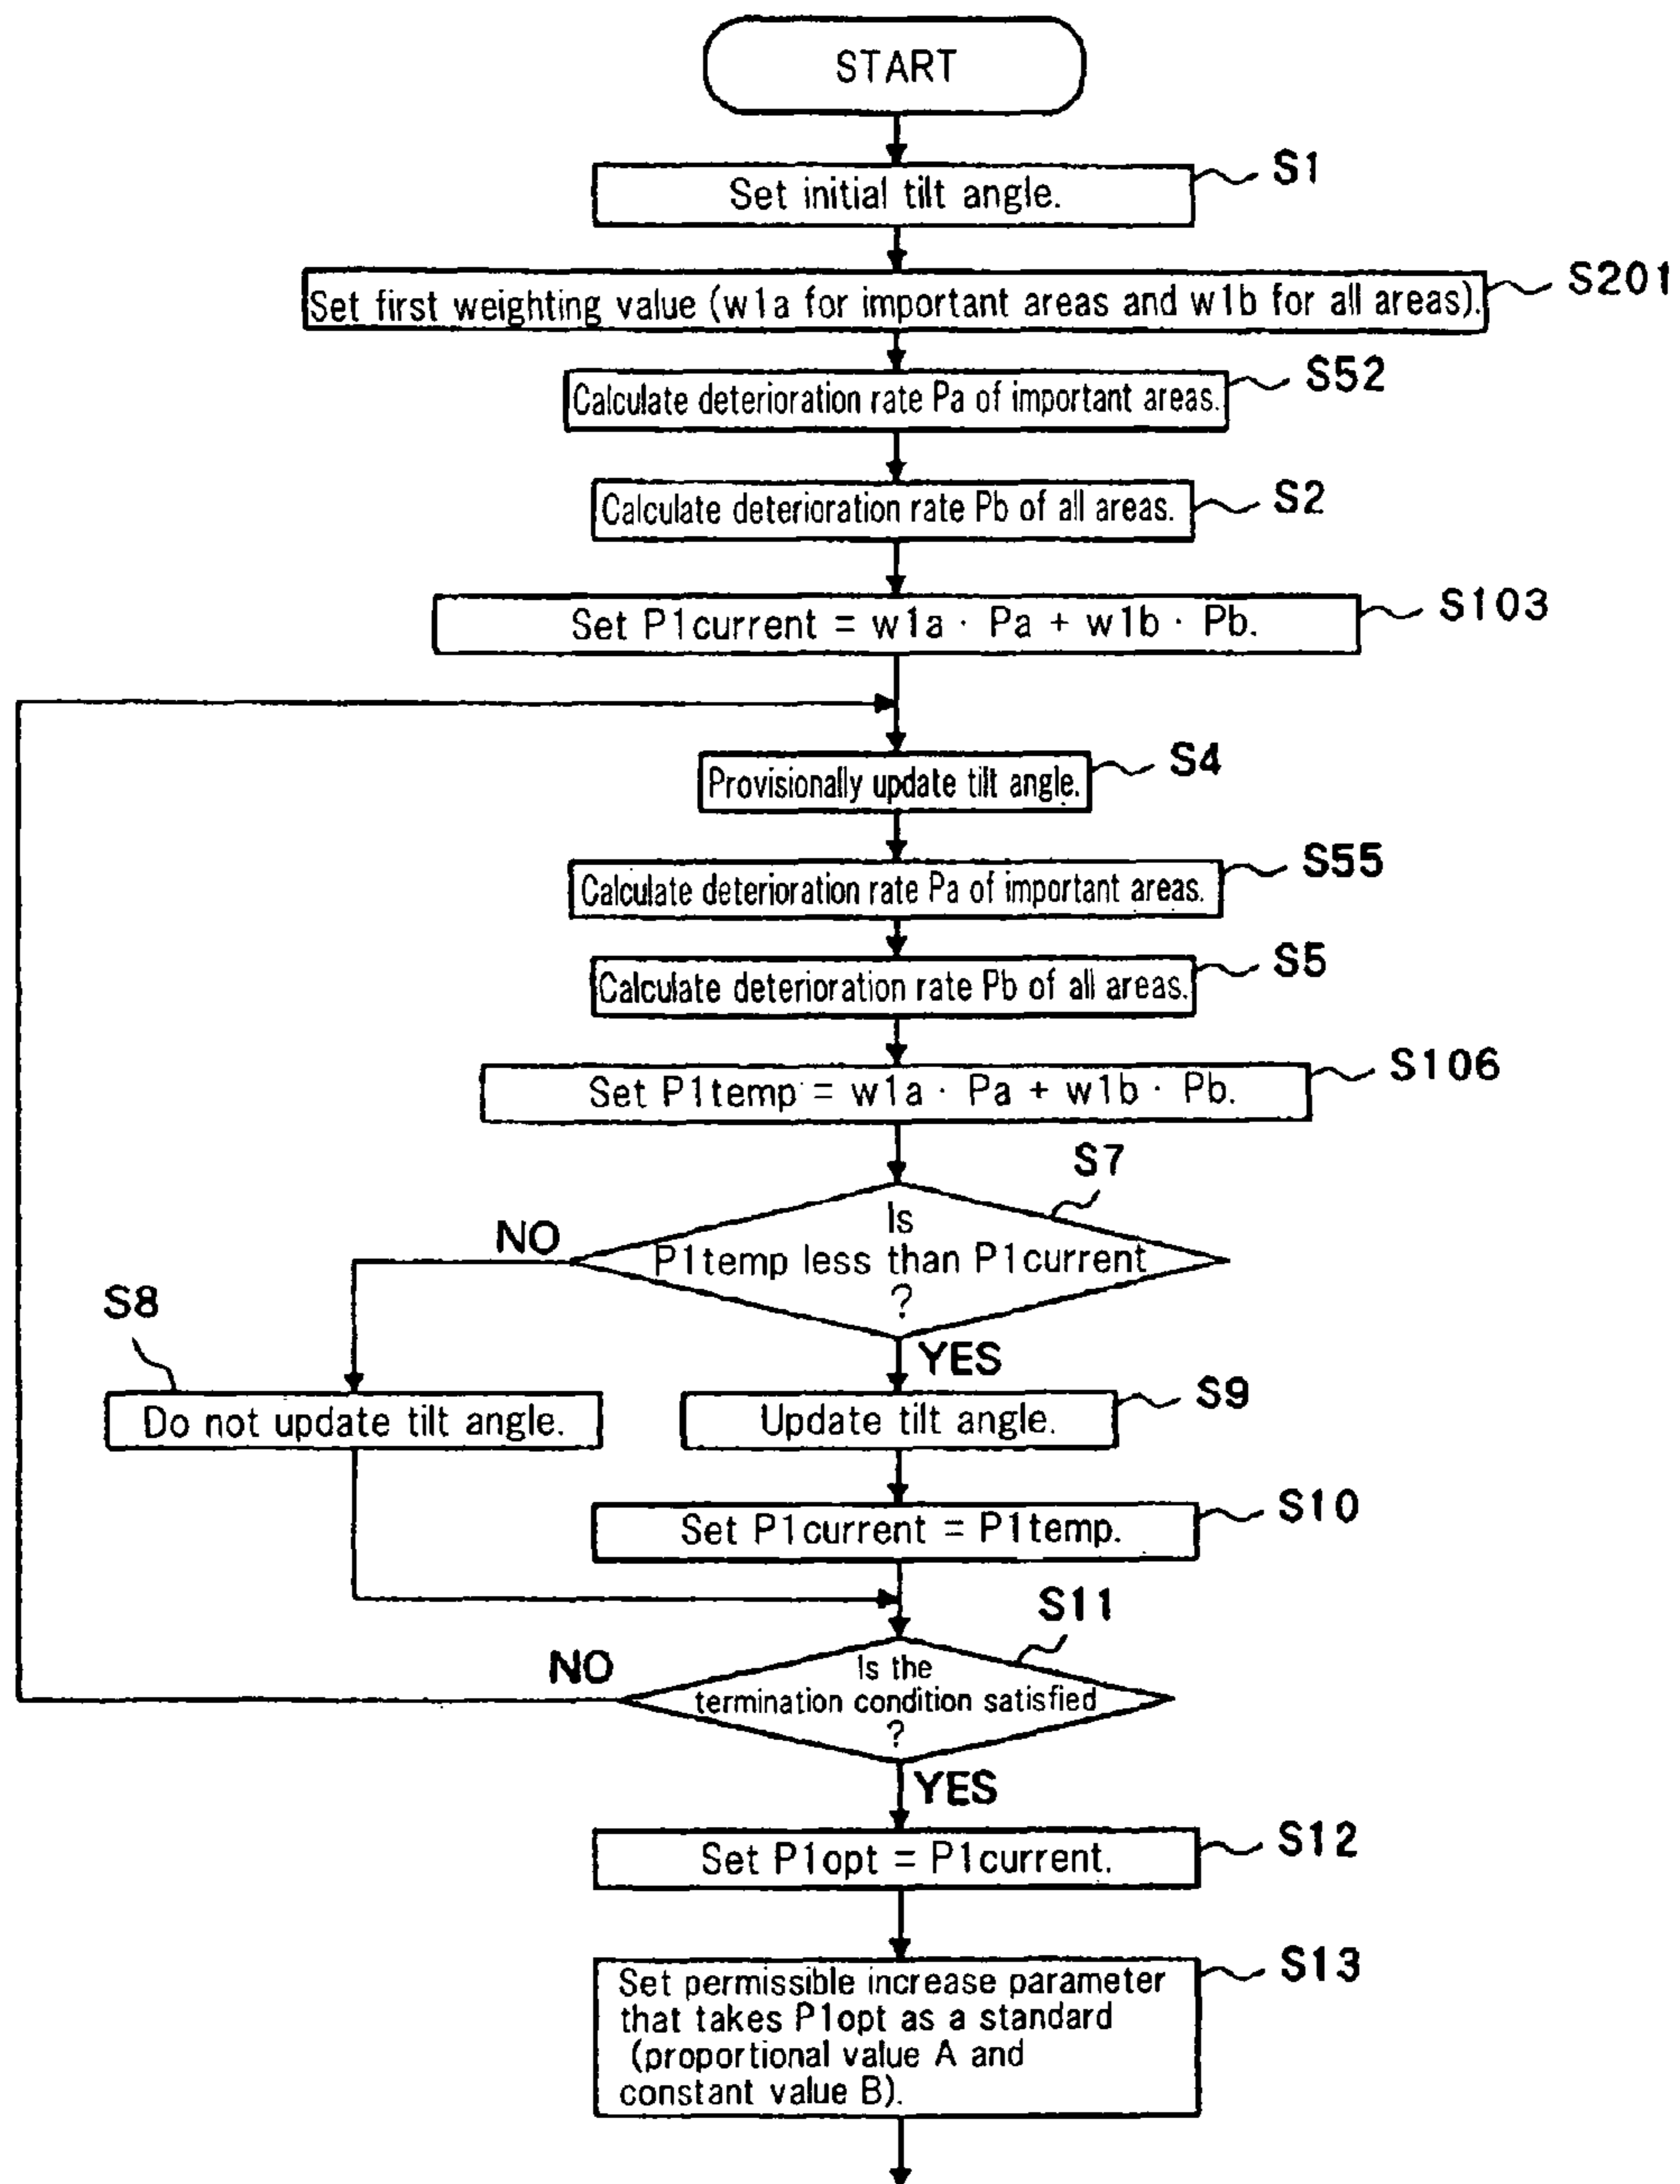 START
S1
Set initial tilt angle.
S201
Set first weighting value (w1a for important areas and w1b for all areas).
S52
Calculate deterioration rate Pa of important areas.
S2
Calculate deterioration rate Pb of all areas.
S103
Set P1current = w1a · Pa + w1b · Pb.
S4
Provisionally update tilt angle.
S55
Calculate deterioration rate Pa of important areas.
S5
Calculate deterioration rate Pb of all areas.
S106
Set P1temp = w1a · Pa + w1b · Pb.
S7
Is
P1temp less than P1current
?
NO
YES
S8
Do not update tilt angle.
S9
Update tilt angle.
S10
Set P1current = P1temp.
S11
Is the
termination condition satisfied
?
NO
YES
S12
Set P1opt = P1current.
S13
Set permissible increase parameter
that takes P1opt as a standard
(proportional value A and
constant value B).